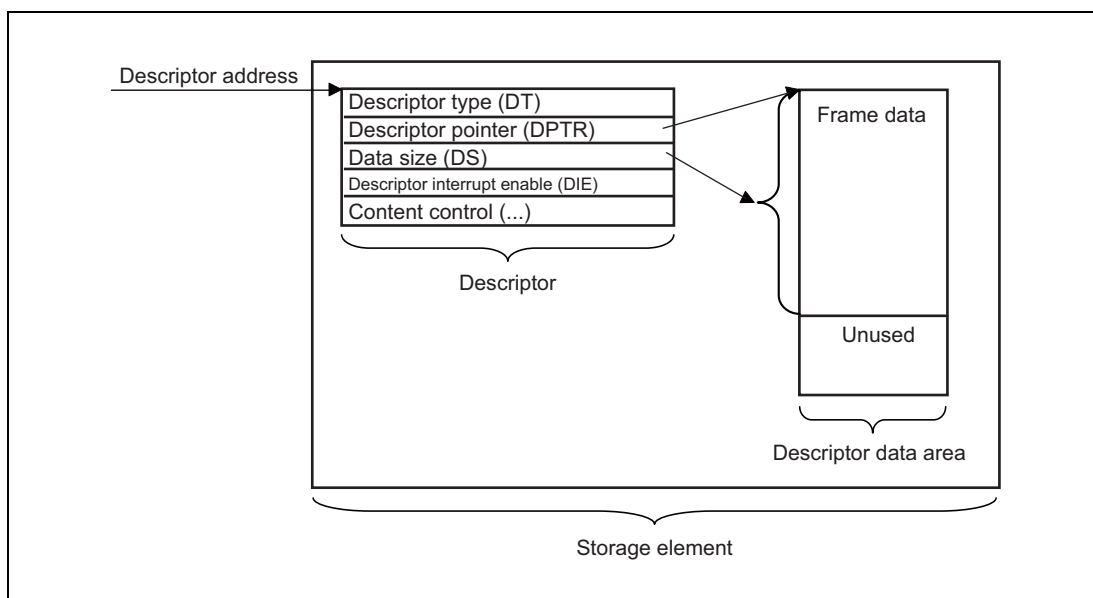 Descriptor address
Descriptor type (DT)
Descriptor pointer (DPTR)
Data size (DS)
Descriptor interrupt enable (DIE)
Content control (...)
Descriptor
Frame data
Unused
Descriptor data area
Storage element